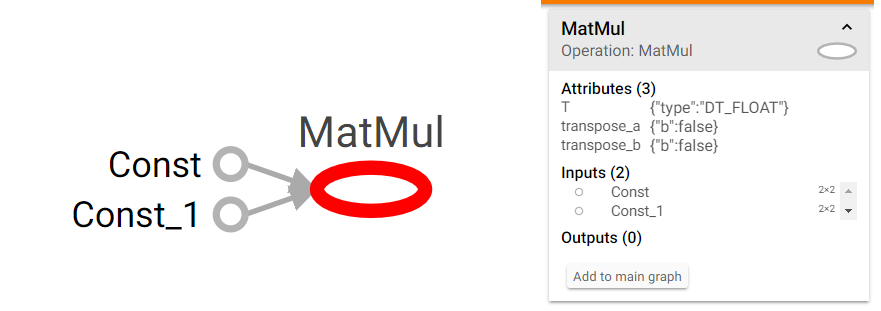 MatMul
Const
Const_1
MatMul
Operation: MatMul
Attributes (3)
T {"type":"DT_FLOAT"}
transpose_a {"b":false}
transpose_b {"b":false}
Inputs (2)
Const 2×2
Const_1 2×2
Outputs (0)
Add to main graph